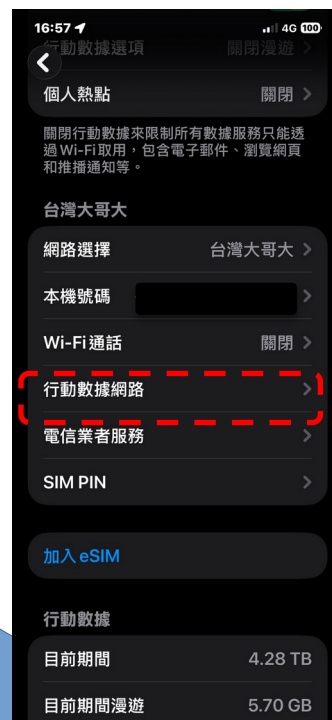 16:57 4G 100
行動數據選項 關閉漫遊
個人熱點 關閉
關閉行動數據來限制所有數據服務只能透
過 Wi-Fi 取用，包含電子郵件、瀏覽網頁
和推播通知等。
台灣大哥大
網路選擇 台灣大哥大
本機號碼
Wi-Fi 通話 關閉
行動數據網路
電信業者服務
SIM PIN
加入 eSIM
行動數據
目前期間 4.28 TB
目前期間漫遊 5.70 GB